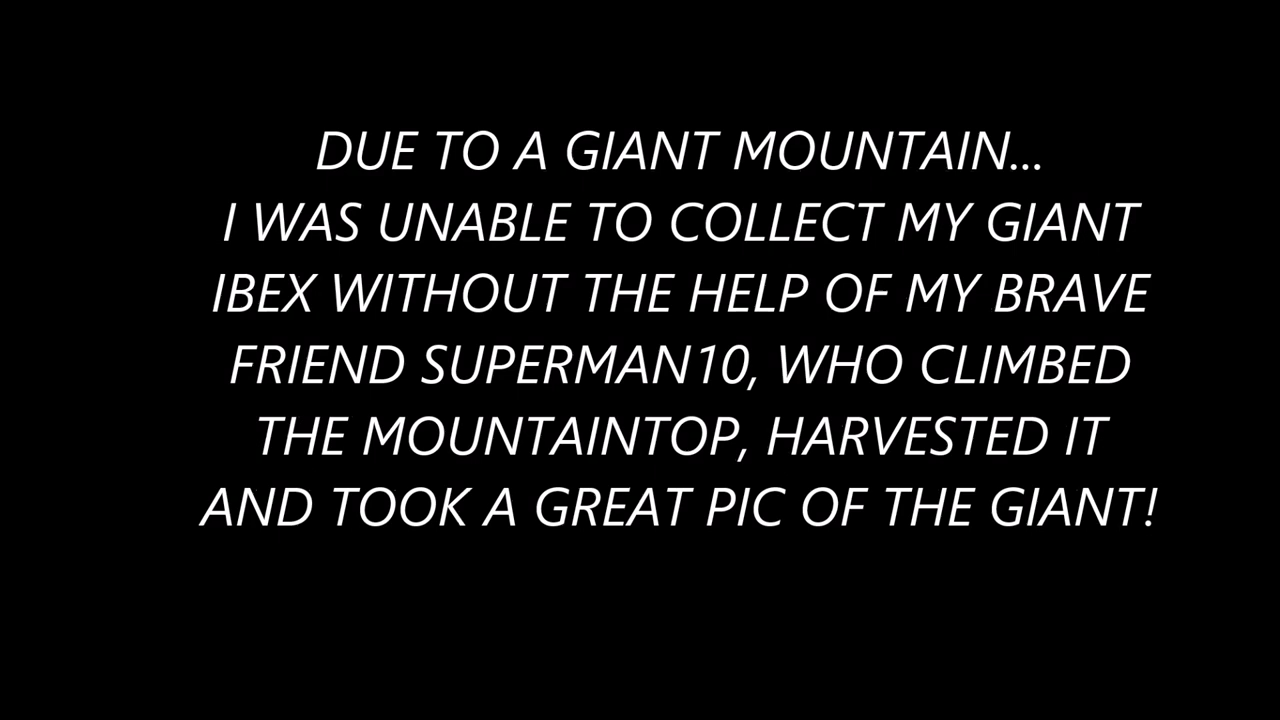 DUE TO A GIANT MOUNTAIN...
I WAS UNABLE TO COLLECT MY GIANT
IBEX WITHOUT THE HELP OF MY BRAVE
FRIEND SUPERMAN10, WHO CLIMBED
THE MOUNTAINTOP, HARVESTED IT
AND TOOK A GREAT PIC OF THE GIANT!